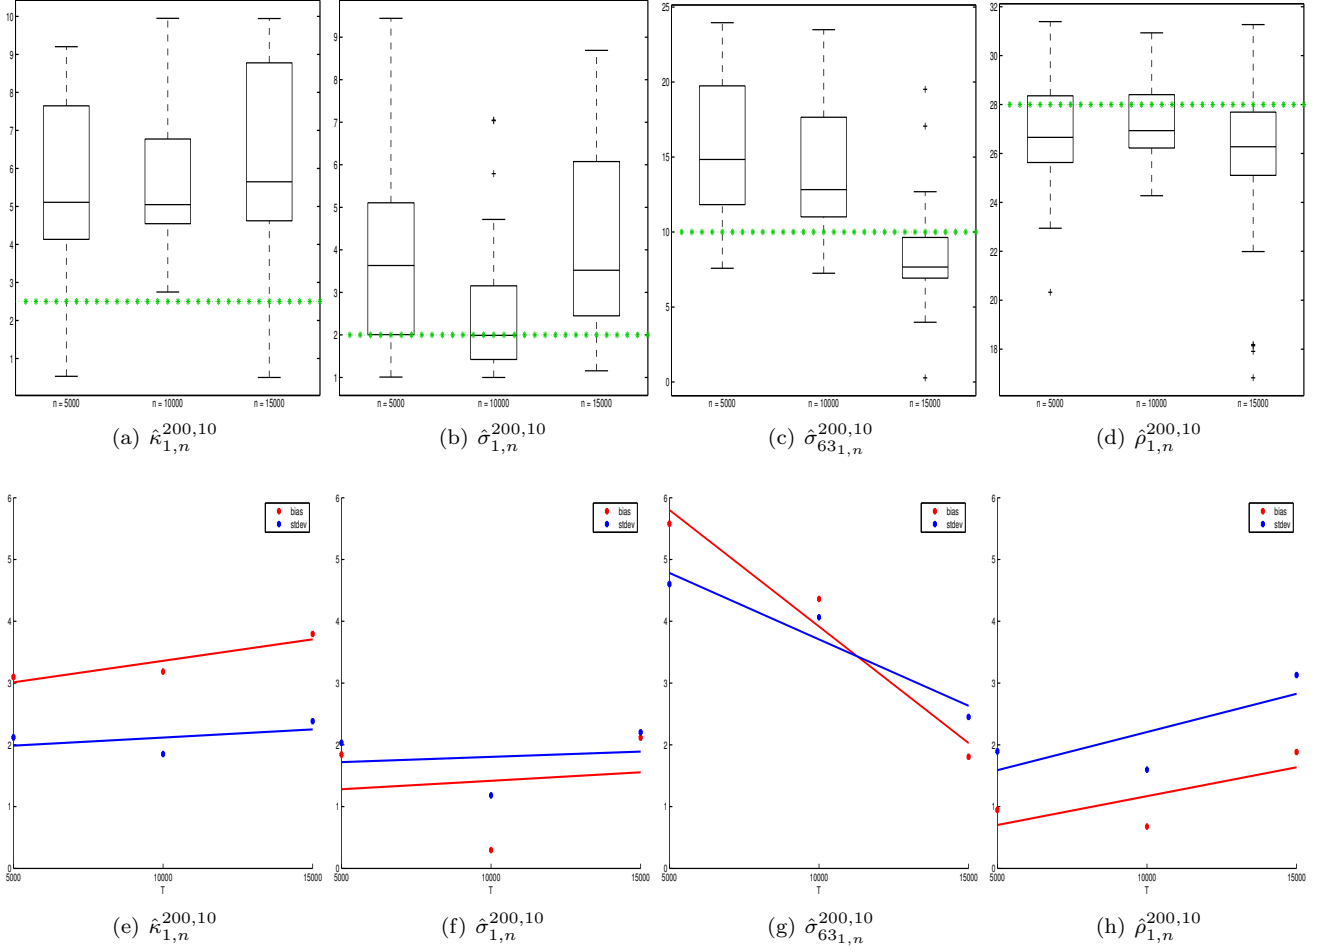 10
9
8
7
6
5
4
3
2
1
n = 5000 n = 10000 n = 15000
(a) κ̂_{1,n}^{200,10}
9
8
7
6
5
4
3
2
1
n = 5000 n = 10000 n = 15000
(b) σ̂_{1,n}^{200,10}
25
20
15
10
5
0
n = 5000 n = 10000 n = 15000
(c) σ̂_{63_{1,n}}^{200,10}
32
30
28
26
24
22
20
18
n = 5000 n = 10000 n = 15000
(d) ρ̂_{1,n}^{200,10}
6
5
4
3
2
1
0
bias
stdev
5000 10000 15000
T
(e) κ̂_{1,n}^{200,10}
6
5
4
3
2
1
0
bias
stdev
5000 10000 15000
T
(f) σ̂_{1,n}^{200,10}
6
5
4
3
2
1
0
bias
stdev
5000 10000 15000
T
(g) σ̂_{63_{1,n}}^{200,10}
6
5
4
3
2
1
0
bias
stdev
5000 10000 15000
T
(h) ρ̂_{1,n}^{200,10}